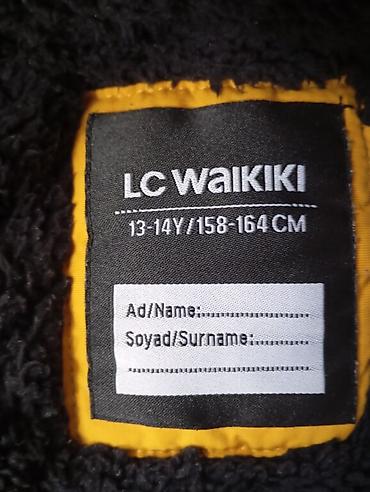 LC WAIKIKI
13-14Y/158-164 CM
Ad/Name:....................
Soyad/Surname:...........
....................................